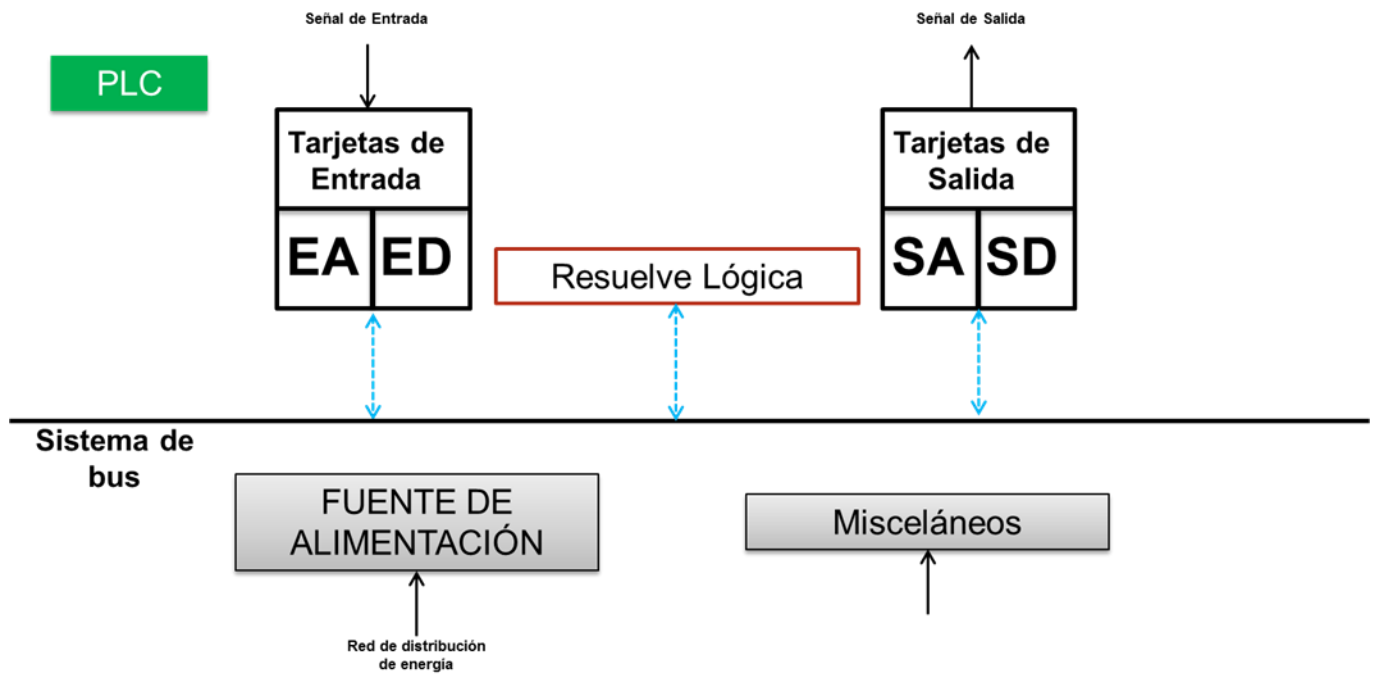 Señal de Entrada
Señal de Salida
PLC
Tarjetas de
Entrada
Tarjetas de
Salida
EA ED
Resuelve Lógica
SA SD
Sistema de
bus
FUENTE DE
ALIMENTACIÓN
Misceláneos
Red de distribución
de energía